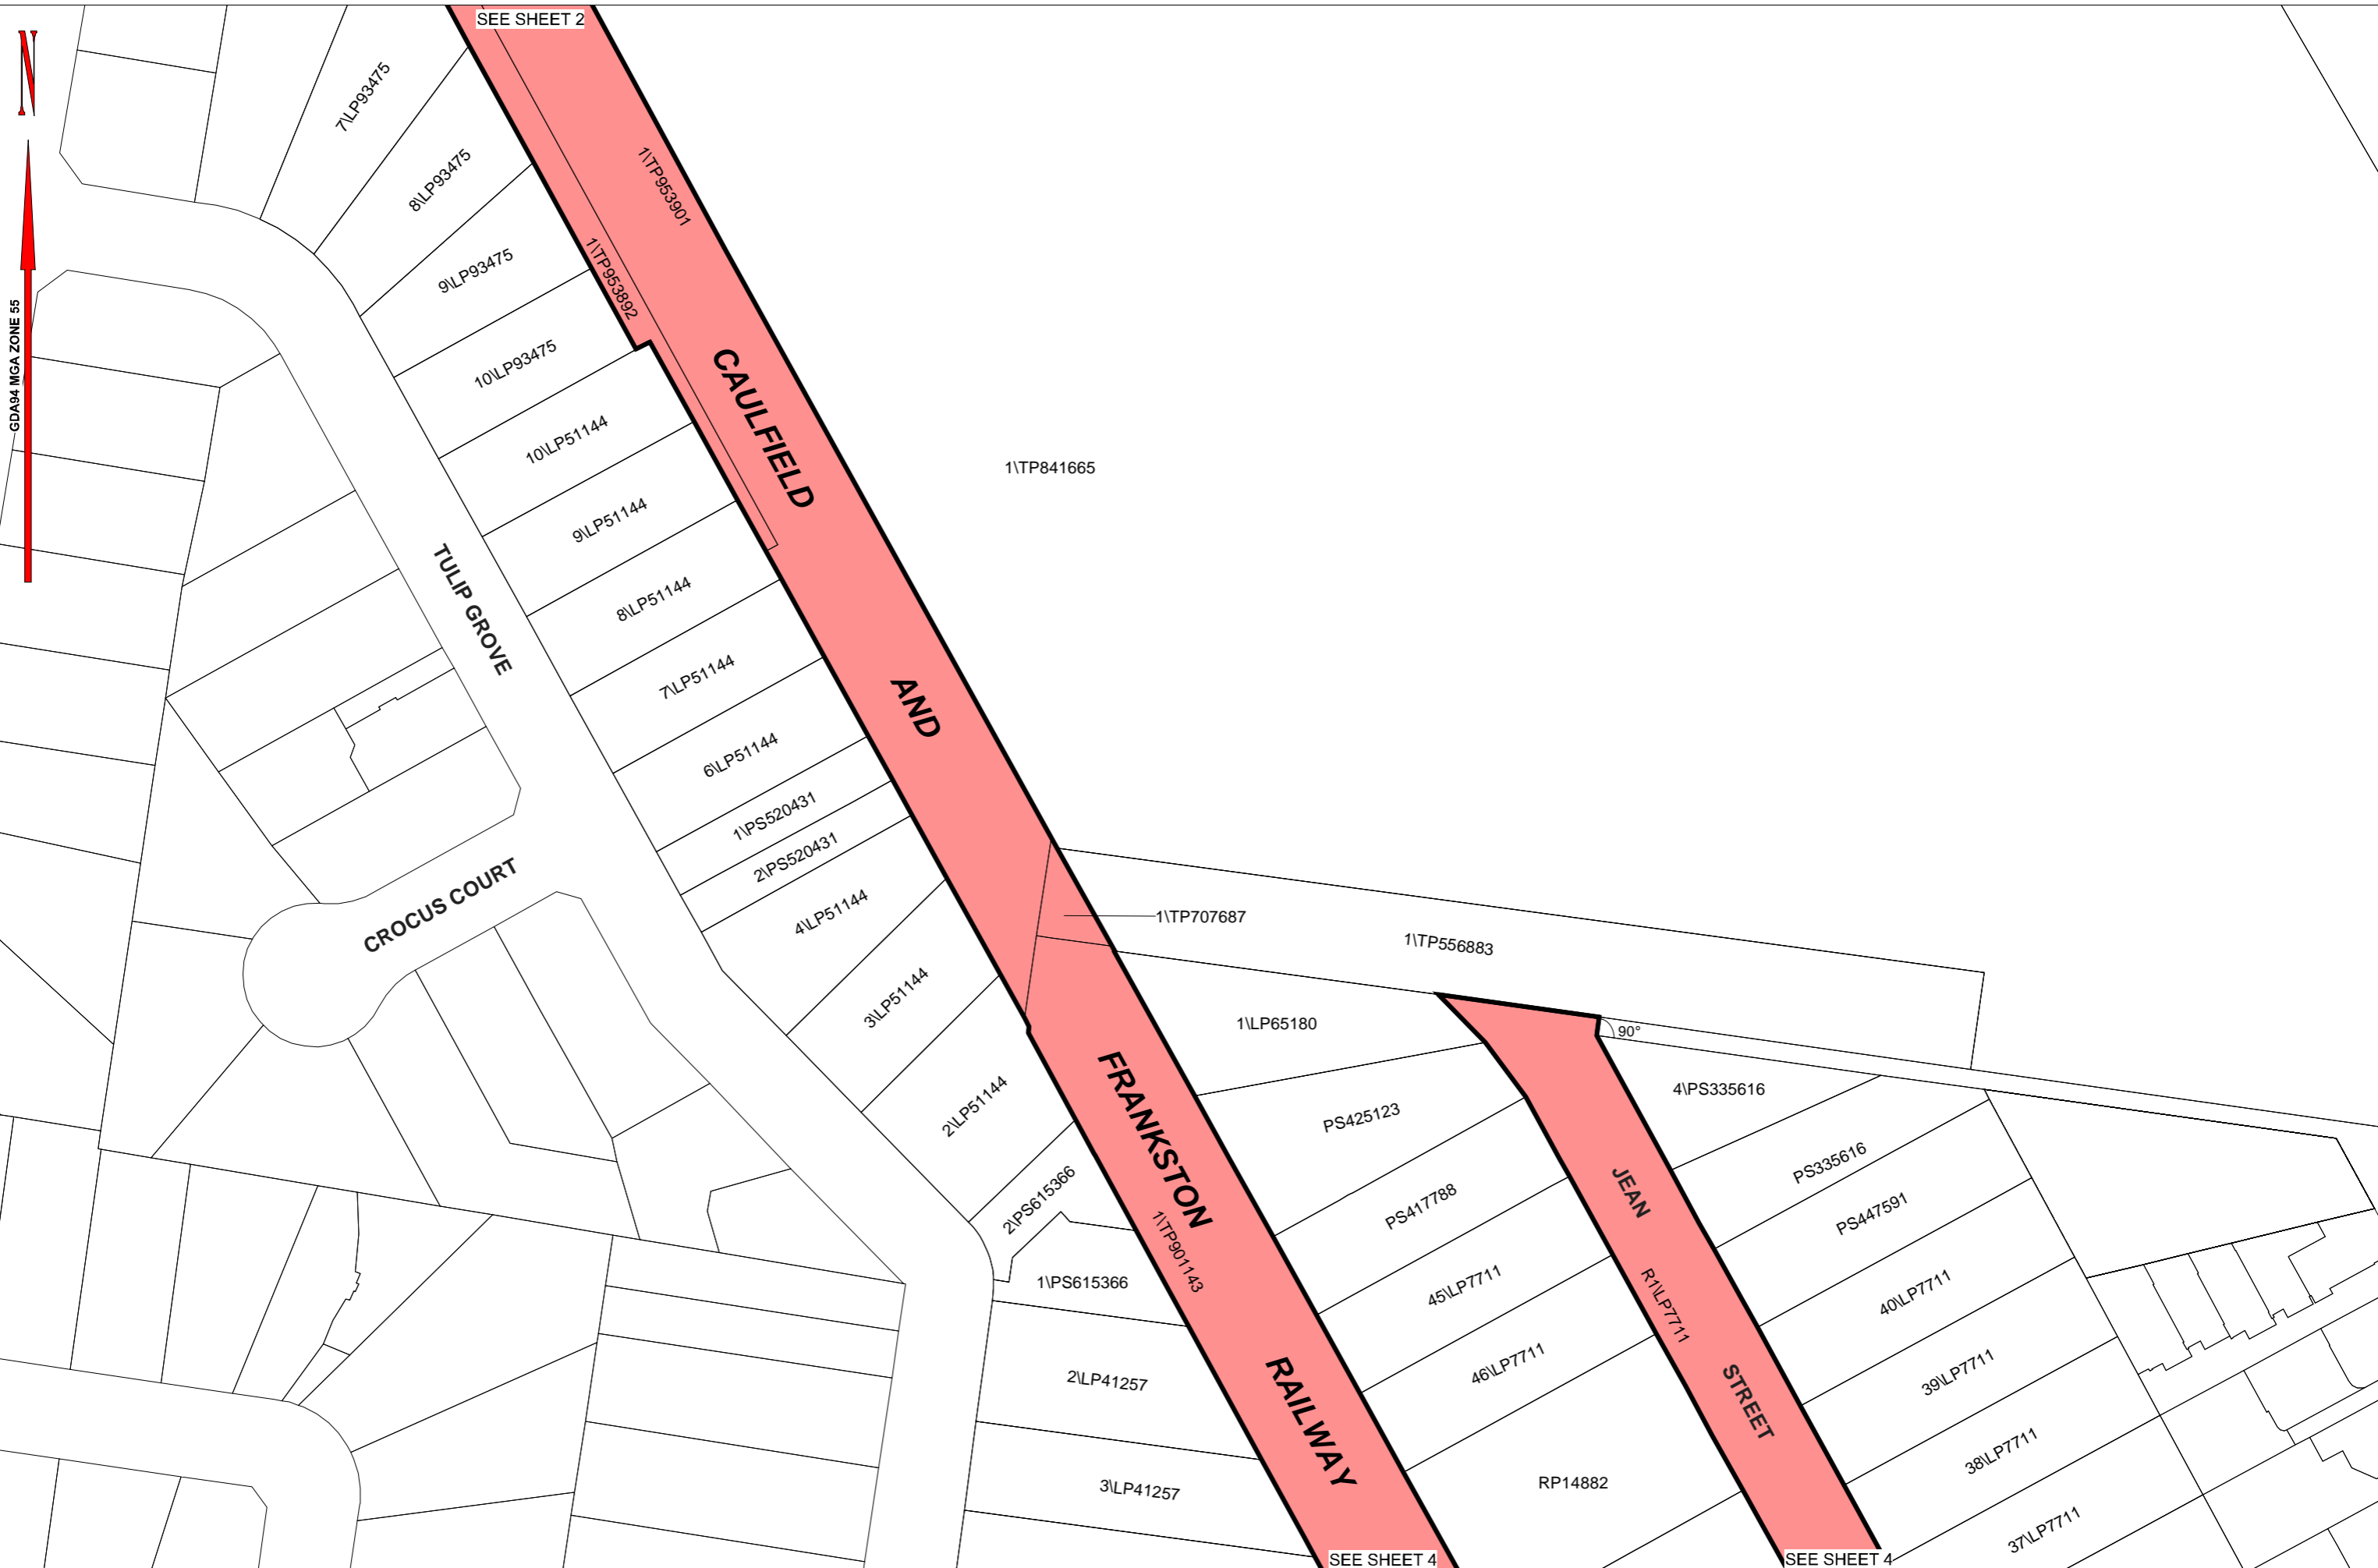 SEE SHEET 2
N
GDA94 MGA ZONE 55
7\LP93475
8\LP93475
9\LP93475
10\LP93475
10\LP51144
9\LP51144
8\LP51144
7\LP51144
6\LP51144
1\PS520431
2\PS520431
4\LP51144
3\LP51144
2\LP51144
2\PS615366
1\PS615366
2\LP41257
3\LP41257
TULIP GROVE
CROCUS COURT
1\TP953901
1\TP953892
CAULFIELD
AND
FRANKSTON
RAILWAY
1\TP901143
1\TP841665
1\TP707687
1\TP556883
1\LP65180
90°
PS425123
PS417788
45\LP7711
46\LP7711
RP14882
JEAN
STREET
R1\LP7711
4\PS335616
PS335616
PS447591
40\LP7711
39\LP7711
38\LP7711
37\LP7711
SEE SHEET 4
SEE SHEET 4